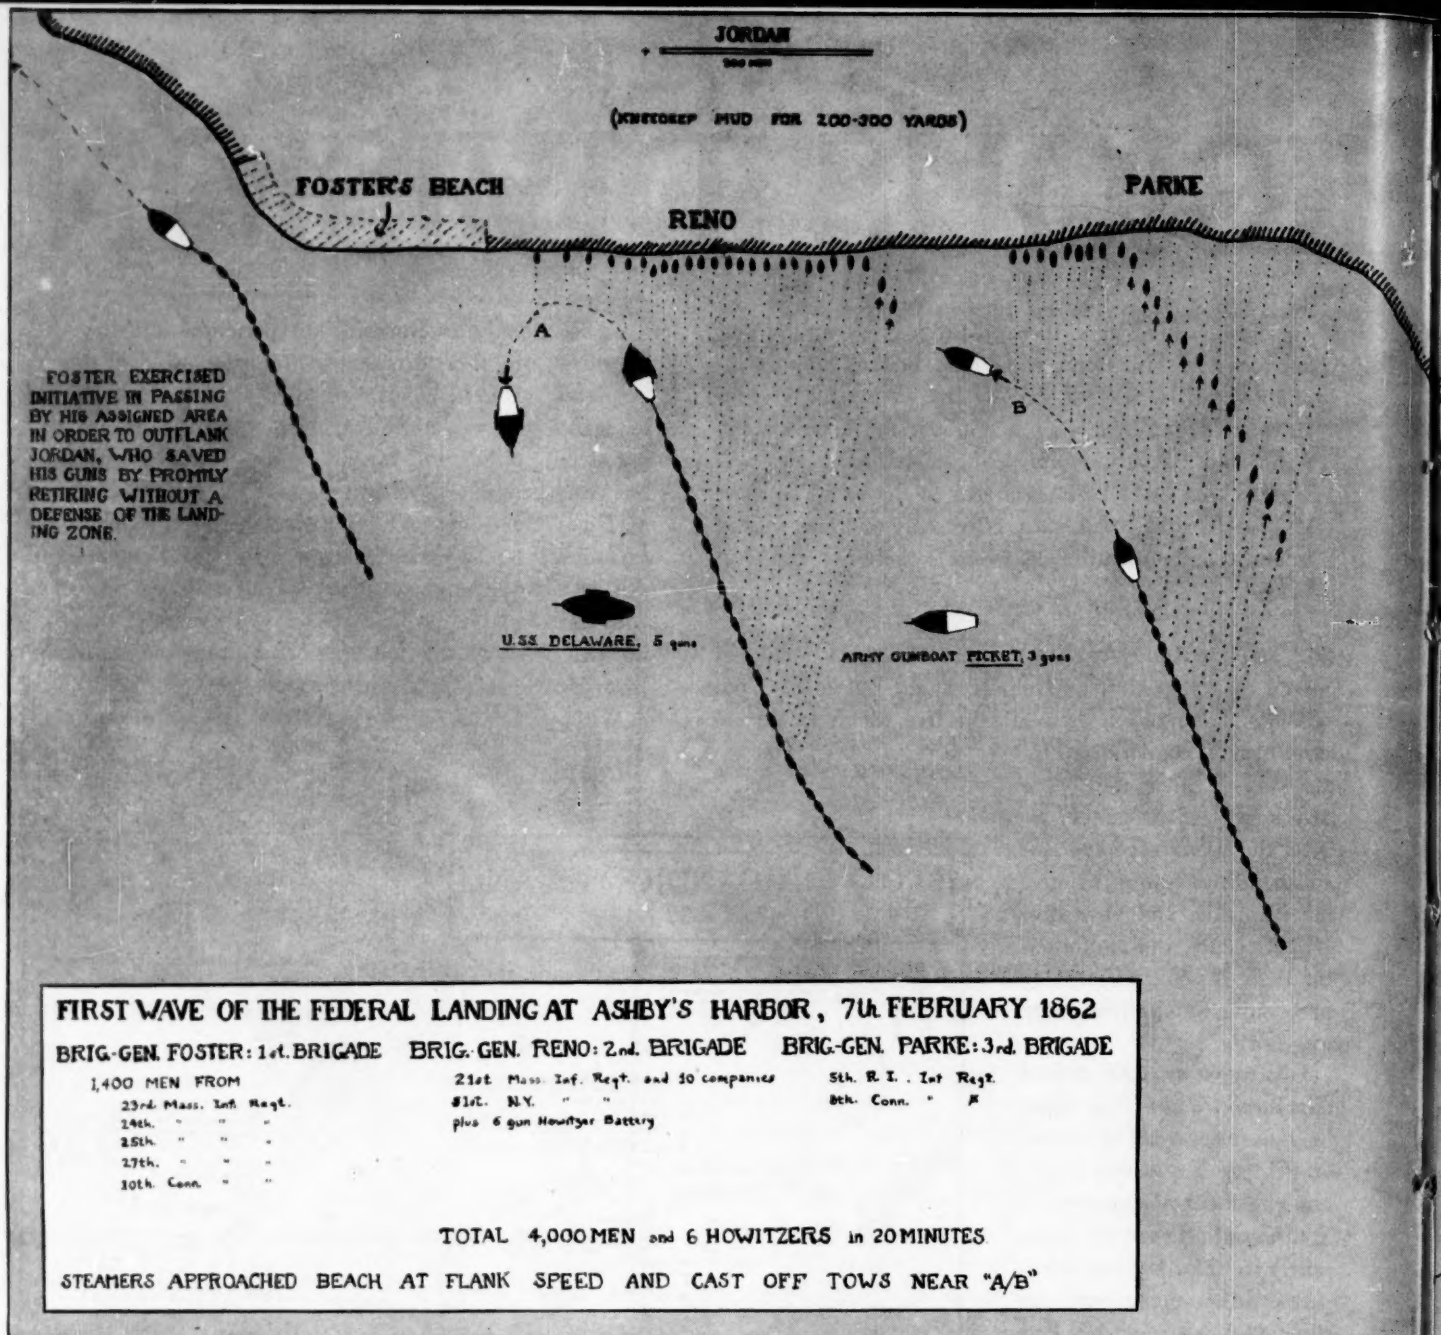 JORDAN
200 MEN
(KNEEDEEP MUD FOR 200-300 YARDS)
FOSTER'S BEACH
RENO
PARKE
A
B
FOSTER EXERCISED
INITIATIVE IN PASSING
BY HIS ASSIGNED AREA
IN ORDER TO OUTFLANK
JORDAN, WHO SAVED
HIS GUNS BY PROMTLY
RETIRING WITHOUT A
DEFENSE OF THE LAND-
ING ZONE.
U.S.S. DELAWARE, 5 guns
ARMY GUNBOAT PICKET, 3 guns
FIRST WAVE OF THE FEDERAL LANDING AT ASHBY'S HARBOR, 7th FEBRUARY 1862
BRIG.-GEN. FOSTER: 1st. BRIGADE BRIG.-GEN. RENO: 2nd. BRIGADE BRIG.-GEN. PARKE: 3rd. BRIGADE
1,400 MEN FROM
23rd. Mass. Inf. Regt.
24th. " " "
25th. " " "
27th. " " "
10th. Conn. " "
21st Mass. Inf. Regt. and 10 companies
51st. N.Y. " "
plus 6 gun Howitzer Battery
5th. R.I. Inf Regt.
8th. Conn. " "
TOTAL 4,000 MEN and 6 HOWITZERS in 20 MINUTES
STEAMERS APPROACHED BEACH AT FLANK SPEED AND CAST OFF TOWS NEAR "A/B"